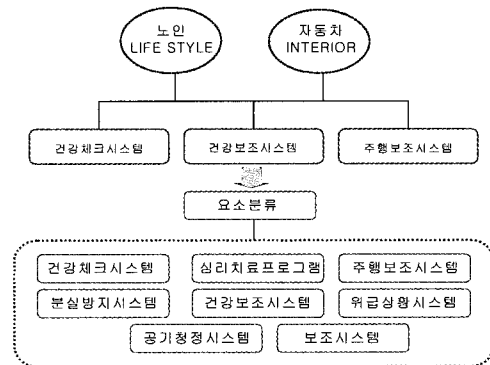 노인
LIFE STYLE
자동차
INTERIOR
건강체크시스템
건강보조시스템
주행보조시스템
요소분류
건강체크시스템
심리치료프로그램
주행보조시스템
분실방지시스템
건강보조시스템
위급상황시스템
공기청정시스템
보조시스템